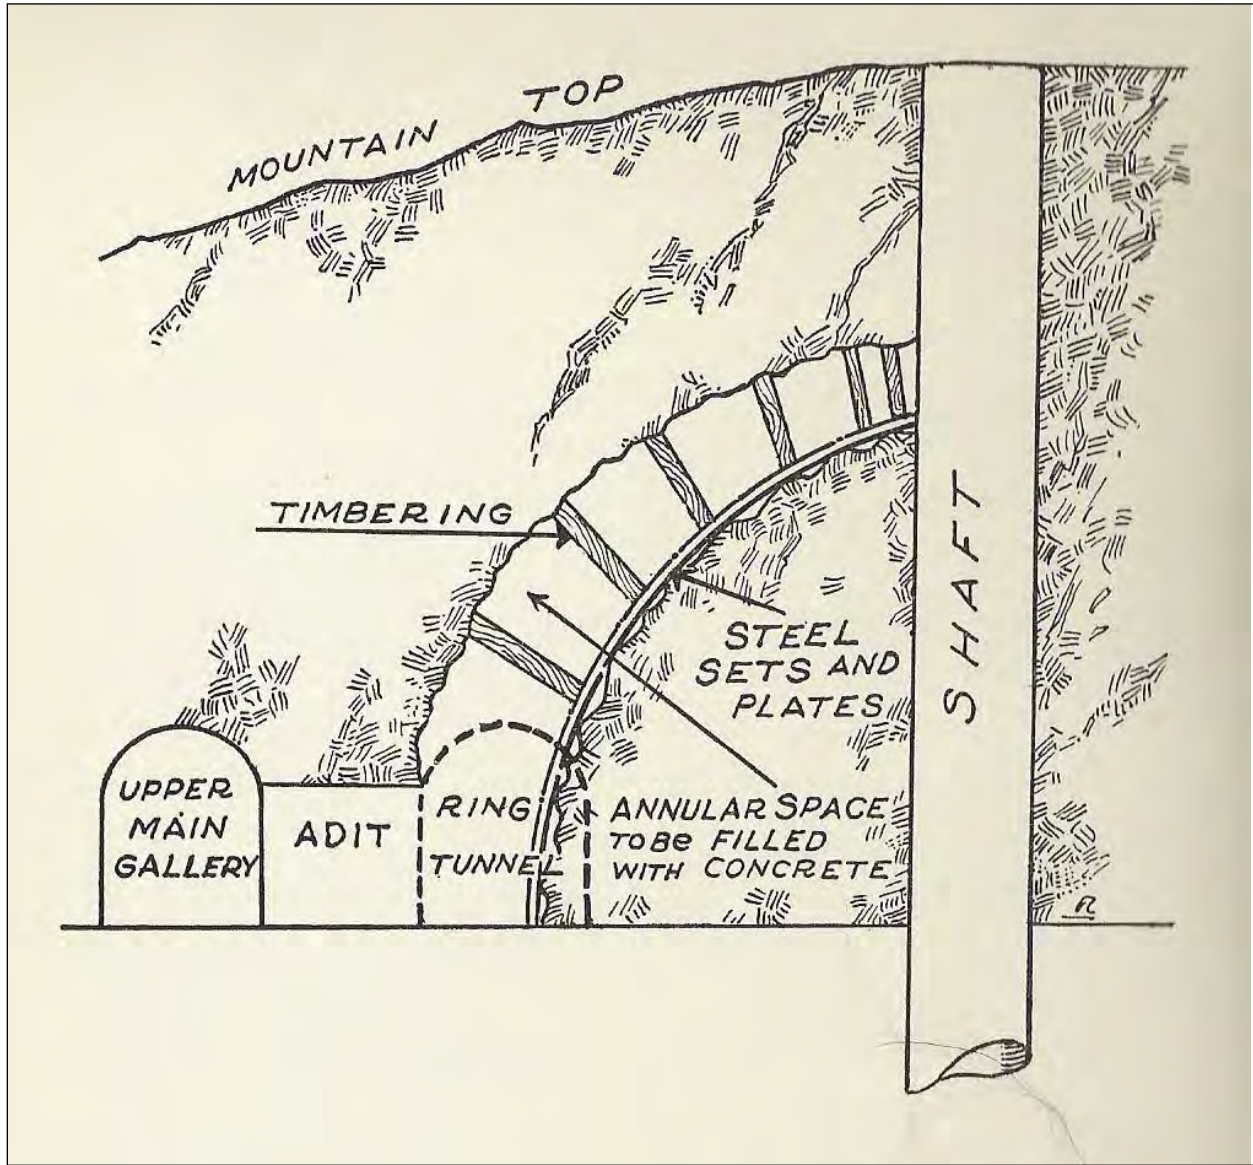 MOUNTAIN TOP
TIMBERING
STEEL
SETS AND
PLATES
SHAFT
UPPER
MAIN
GALLERY
ADIT
RING
TUNNEL
ANNULAR SPACE
TO BE FILLED
WITH CONCRETE